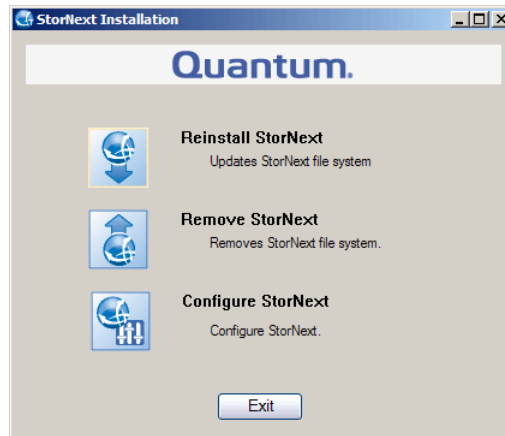 StorNext Installation
Quantum.
Reinstall StorNext
Updates StorNext file system
Remove StorNext
Removes StorNext file system.
Configure StorNext
Configure StorNext.
Exit